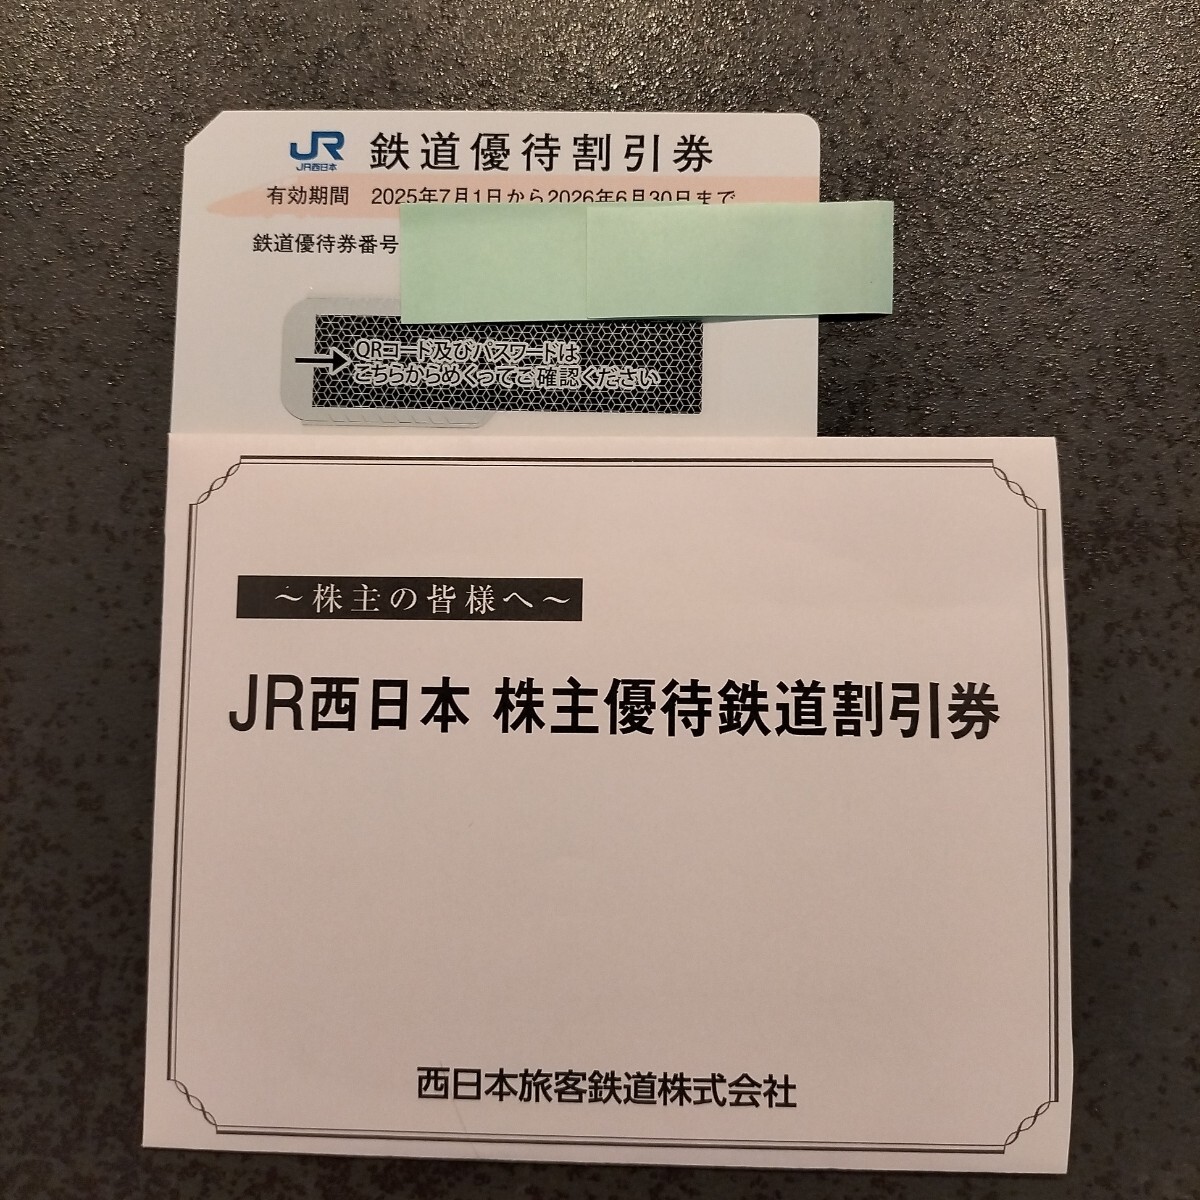 JR
JR西日本
鉄道優待割引券
有効期間 2025年7月1日から2026年6月30日まで
鉄道優待券番号
QRコード及びパスワードは
こちらからめくってご確認ください
～株主の皆様へ～
JR西日本 株主優待鉄道割引券
西日本旅客鉄道株式会社